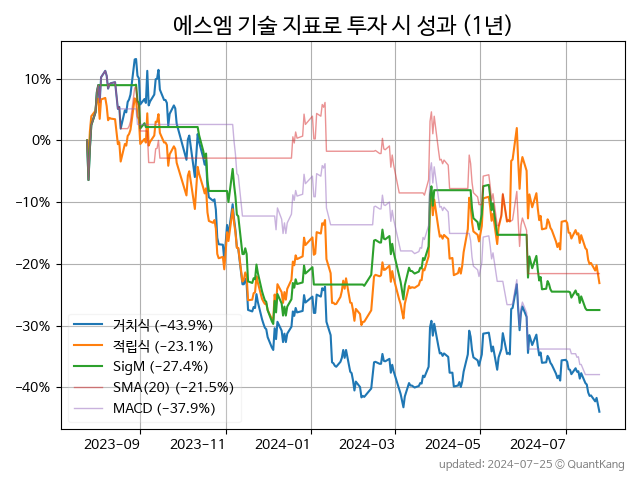 에스엠 기술 지표로 투자 시 성과 (1년)
10%
0%
−10%
−20%
−30%
−40%
거치식 (−43.9%)
적립식 (−23.1%)
SigM (−27.4%)
SMA(20) (−21.5%)
MACD (−37.9%)
2023-09 2023-11 2024-01 2024-03 2024-05 2024-07
updated: 2024-07-25 © QuantKang